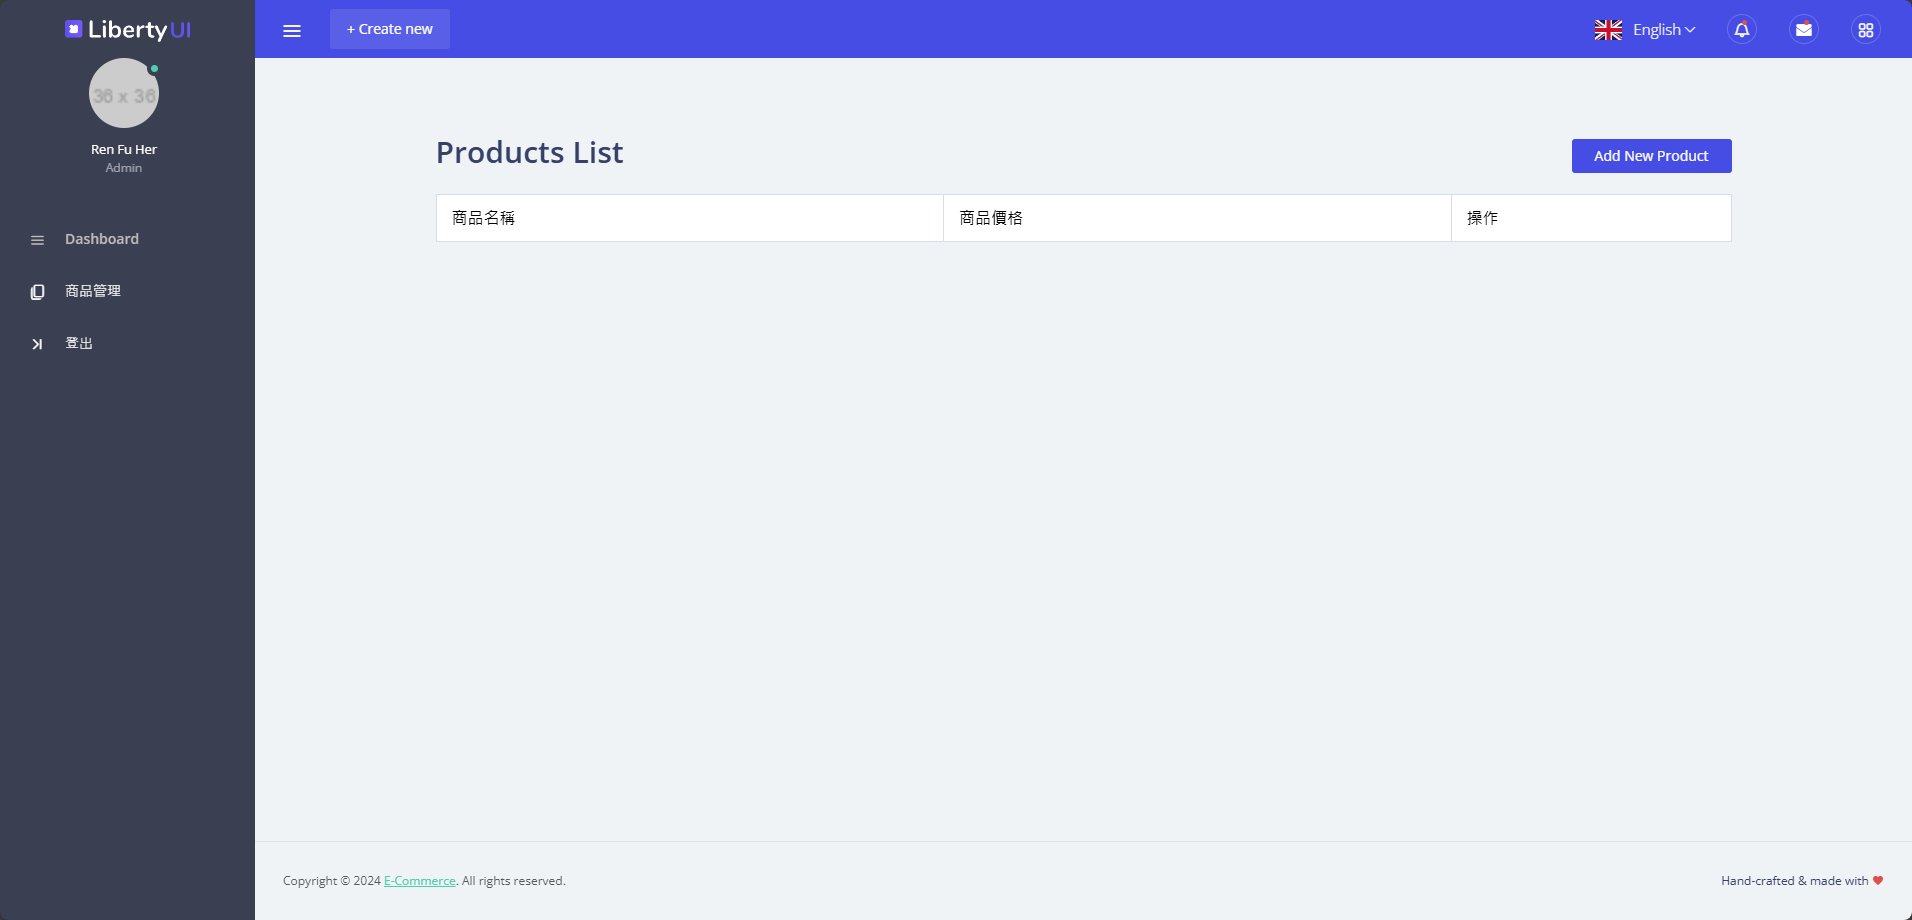 LibertyUI
36 x 36
Ren Fu Her
Admin
Dashboard
商品管理
登出
+ Create new
English
Products List
Add New Product
商品名稱
商品價格
操作
Copyright © 2024 E-Commerce. All rights reserved.
Hand-crafted & made with